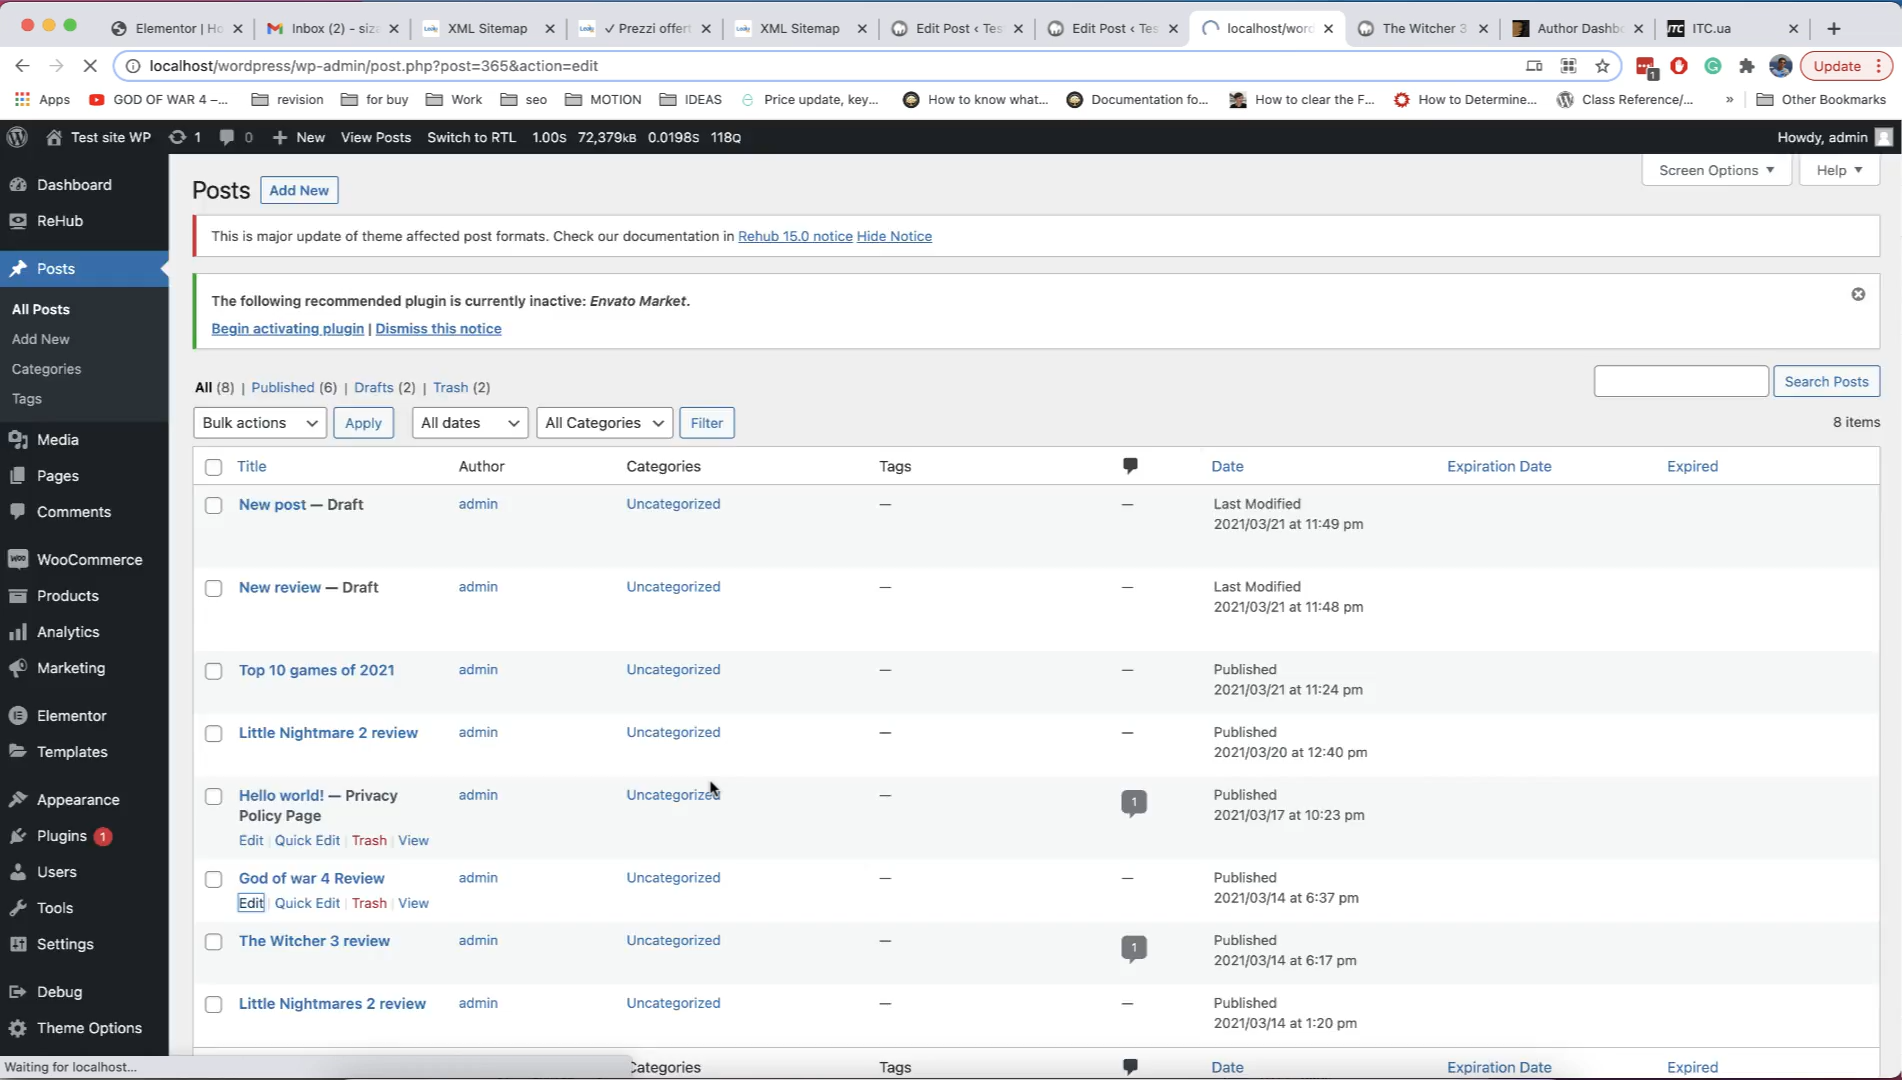 Elementor | Ho
Inbox (2) - siza
XML Sitemap
✓ Prezzi offert
XML Sitemap
Edit Post ‹ Tes
Edit Post ‹ Tes
localhost/word
The Witcher 3
Author Dashb
ITC.ua
localhost/wordpress/wp-admin/post.php?post=365&action=edit
Update
Apps
GOD OF WAR 4 –...
revision
for buy
Work
seo
MOTION
IDEAS
Price update, key...
How to know what...
Documentation fo...
How to clear the F...
How to Determine...
Class Reference/...
»
Other Bookmarks
Test site WP
1
0
New
View Posts
Switch to RTL
1.00S 72,379kB 0.0198S 118Q
Howdy, admin
Dashboard
ReHub
Posts
All Posts
Add New
Categories
Tags
Media
Pages
Comments
WooCommerce
Products
Analytics
Marketing
Elementor
Templates
Appearance
Plugins 1
Users
Tools
Settings
Debug
Theme Options
Screen Options
Help
Posts
Add New
This is major update of theme affected post formats. Check our documentation in Rehub 15.0 notice Hide Notice
The following recommended plugin is currently inactive: Envato Market.
Begin activating plugin | Dismiss this notice
All (8) | Published (6) | Drafts (2) | Trash (2)
Search Posts
Bulk actions
Apply
All dates
All Categories
Filter
8 items
Title Author Categories Tags Date Expiration Date Expired
New post — Draft admin Uncategorized — — Last Modified
2021/03/21 at 11:49 pm
New review — Draft admin Uncategorized — — Last Modified
2021/03/21 at 11:48 pm
Top 10 games of 2021 admin Uncategorized — — Published
2021/03/21 at 11:24 pm
Little Nightmare 2 review admin Uncategorized — — Published
2021/03/20 at 12:40 pm
Hello world! — Privacy admin Uncategorized — 1 Published
Policy Page 2021/03/17 at 10:23 pm
Edit | Quick Edit | Trash | View
God of war 4 Review admin Uncategorized — — Published
Edit | Quick Edit | Trash | View 2021/03/14 at 6:37 pm
The Witcher 3 review admin Uncategorized — 1 Published
2021/03/14 at 6:17 pm
Little Nightmares 2 review admin Uncategorized — — Published
2021/03/14 at 1:20 pm
Categories Tags Date Expiration Date Expired
Waiting for localhost...